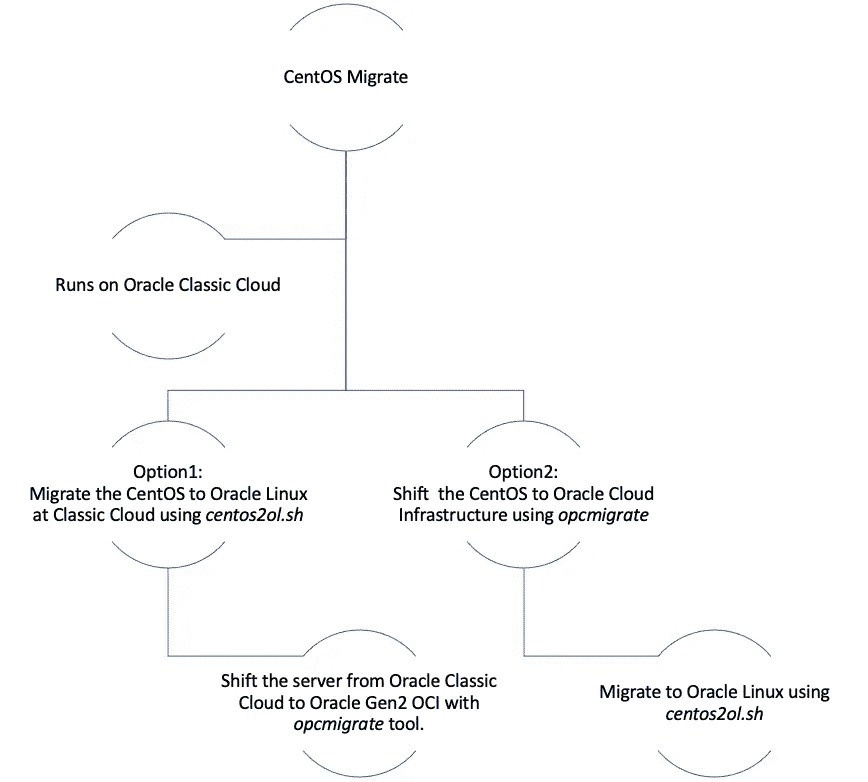 CentOS Migrate
Runs on Oracle Classic Cloud
Option1:
Migrate the CentOS to Oracle Linux
at Classic Cloud using centos2ol.sh
Option2:
Shift the CentOS to Oracle Cloud
Infrastructure using opcmigrate
Shift the server from Oracle Classic
Cloud to Oracle Gen2 OCI with
opcmigrate tool.
Migrate to Oracle Linux using
centos2ol.sh